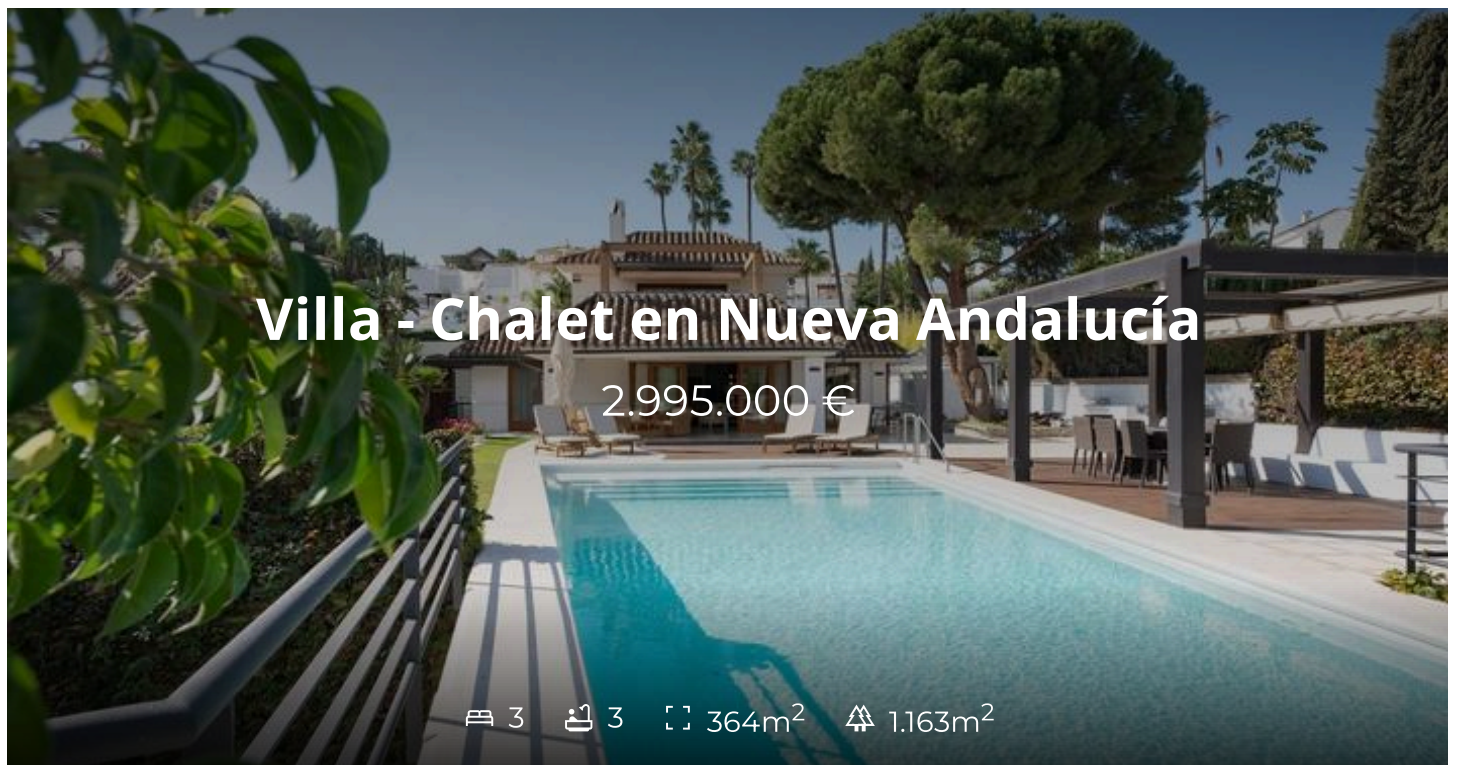 Villa - Chalet en Nueva Andalucía
2.995.000 €
3 3 364m² 1.163m²